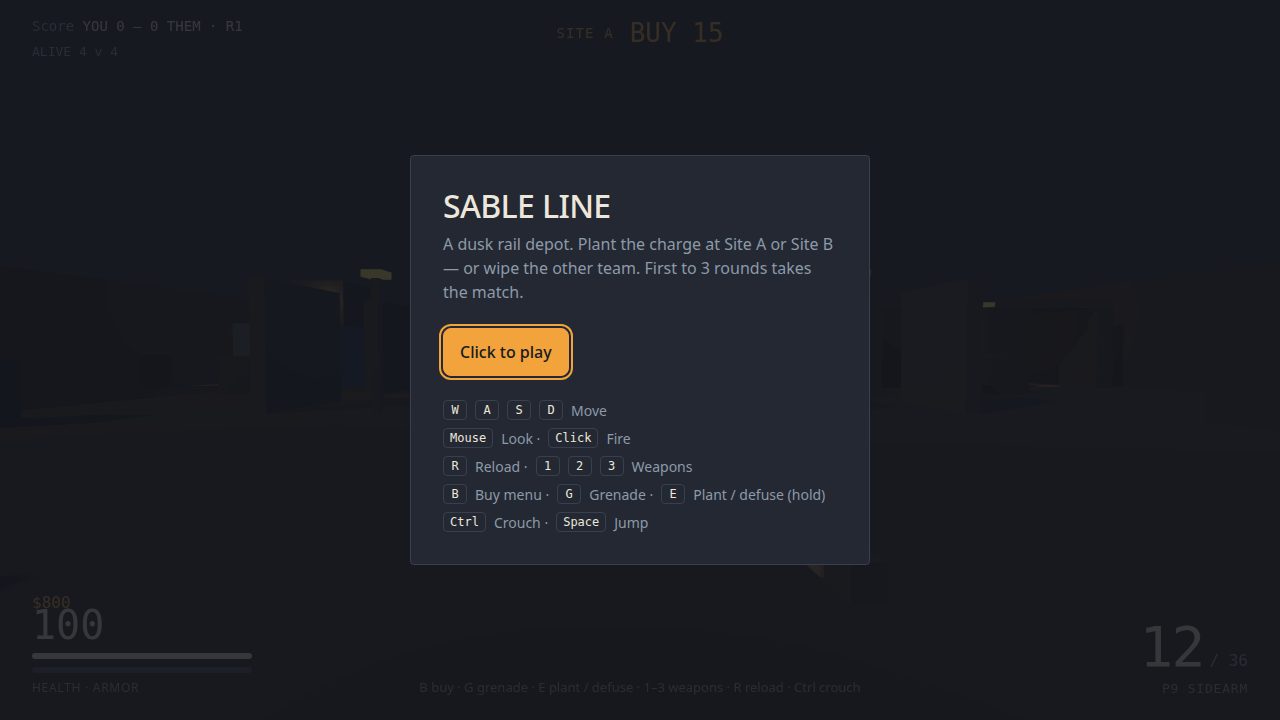 Score YOU 0 — 0 THEM · R1
ALIVE 4 v 4
SITE A BUY 15
SABLE LINE
A dusk rail depot. Plant the charge at Site A or Site B
— or wipe the other team. First to 3 rounds takes
the match.
Click to play
W A S D Move
Mouse Look · Click Fire
R Reload · 1 2 3 Weapons
B Buy menu · G Grenade · E Plant / defuse (hold)
Ctrl Crouch · Space Jump
$800
100
HEALTH · ARMOR
B buy · G grenade · E plant / defuse · 1–3 weapons · R reload · Ctrl crouch
12 / 36
P9 SIDEARM